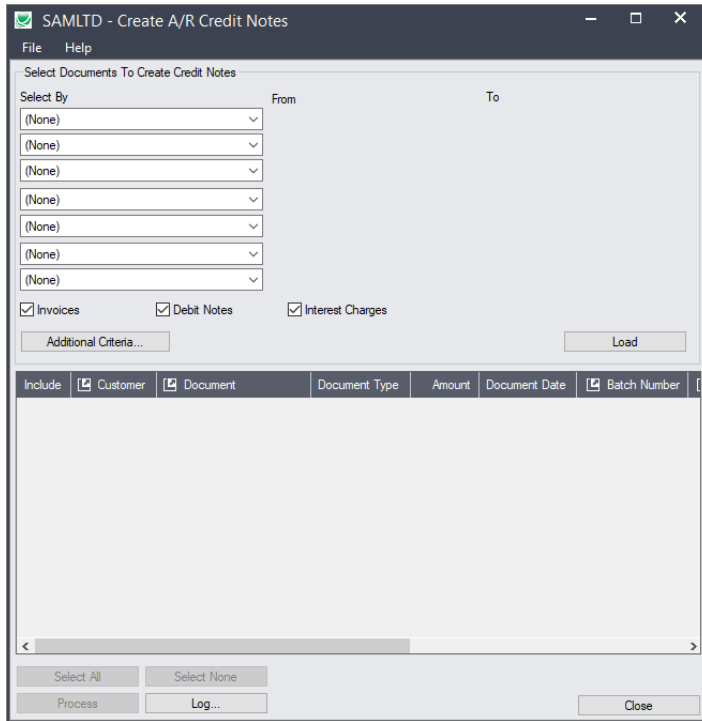 SAMLTD - Create A/R Credit Notes
File Help
Select Documents To Create Credit Notes
Select By From To
(None)
(None)
(None)
(None)
(None)
(None)
(None)
Invoices Debit Notes Interest Charges
Additional Criteria... Load
Include Customer Document Document Type Amount Document Date Batch Number
Select All Select None
Process Log... Close